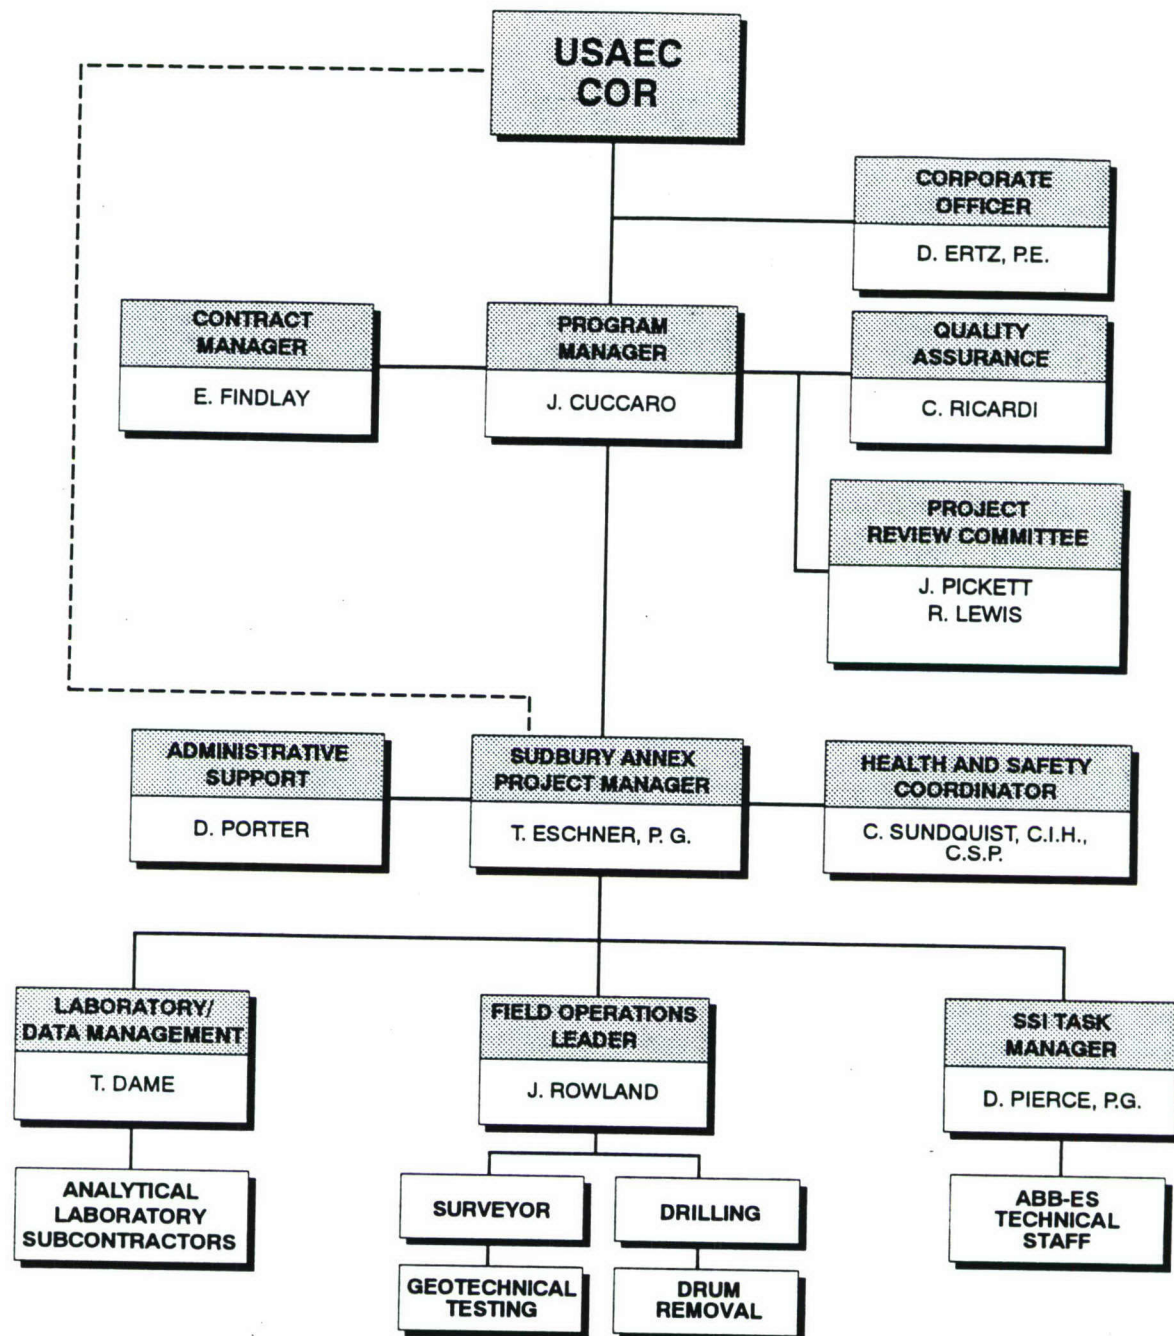 USAEC
COR
CORPORATE
OFFICER
D. ERTZ, P.E.
CONTRACT
MANAGER
E. FINDLAY
PROGRAM
MANAGER
J. CUCCARO
QUALITY
ASSURANCE
C. RICARDI
PROJECT
REVIEW COMMITTEE
J. PICKETT
R. LEWIS
ADMINISTRATIVE
SUPPORT
D. PORTER
SUDBURY ANNEX
PROJECT MANAGER
T. ESCHNER, P. G.
HEALTH AND SAFETY
COORDINATOR
C. SUNDQUIST, C.I.H.,
C.S.P.
LABORATORY/
DATA MANAGEMENT
T. DAME
FIELD OPERATIONS
LEADER
J. ROWLAND
SSI TASK
MANAGER
D. PIERCE, P.G.
ANALYTICAL
LABORATORY
SUBCONTRACTORS
SURVEYOR
DRILLING
ABB-ES
TECHNICAL
STAFF
GEOTECHNICAL
TESTING
DRUM
REMOVAL